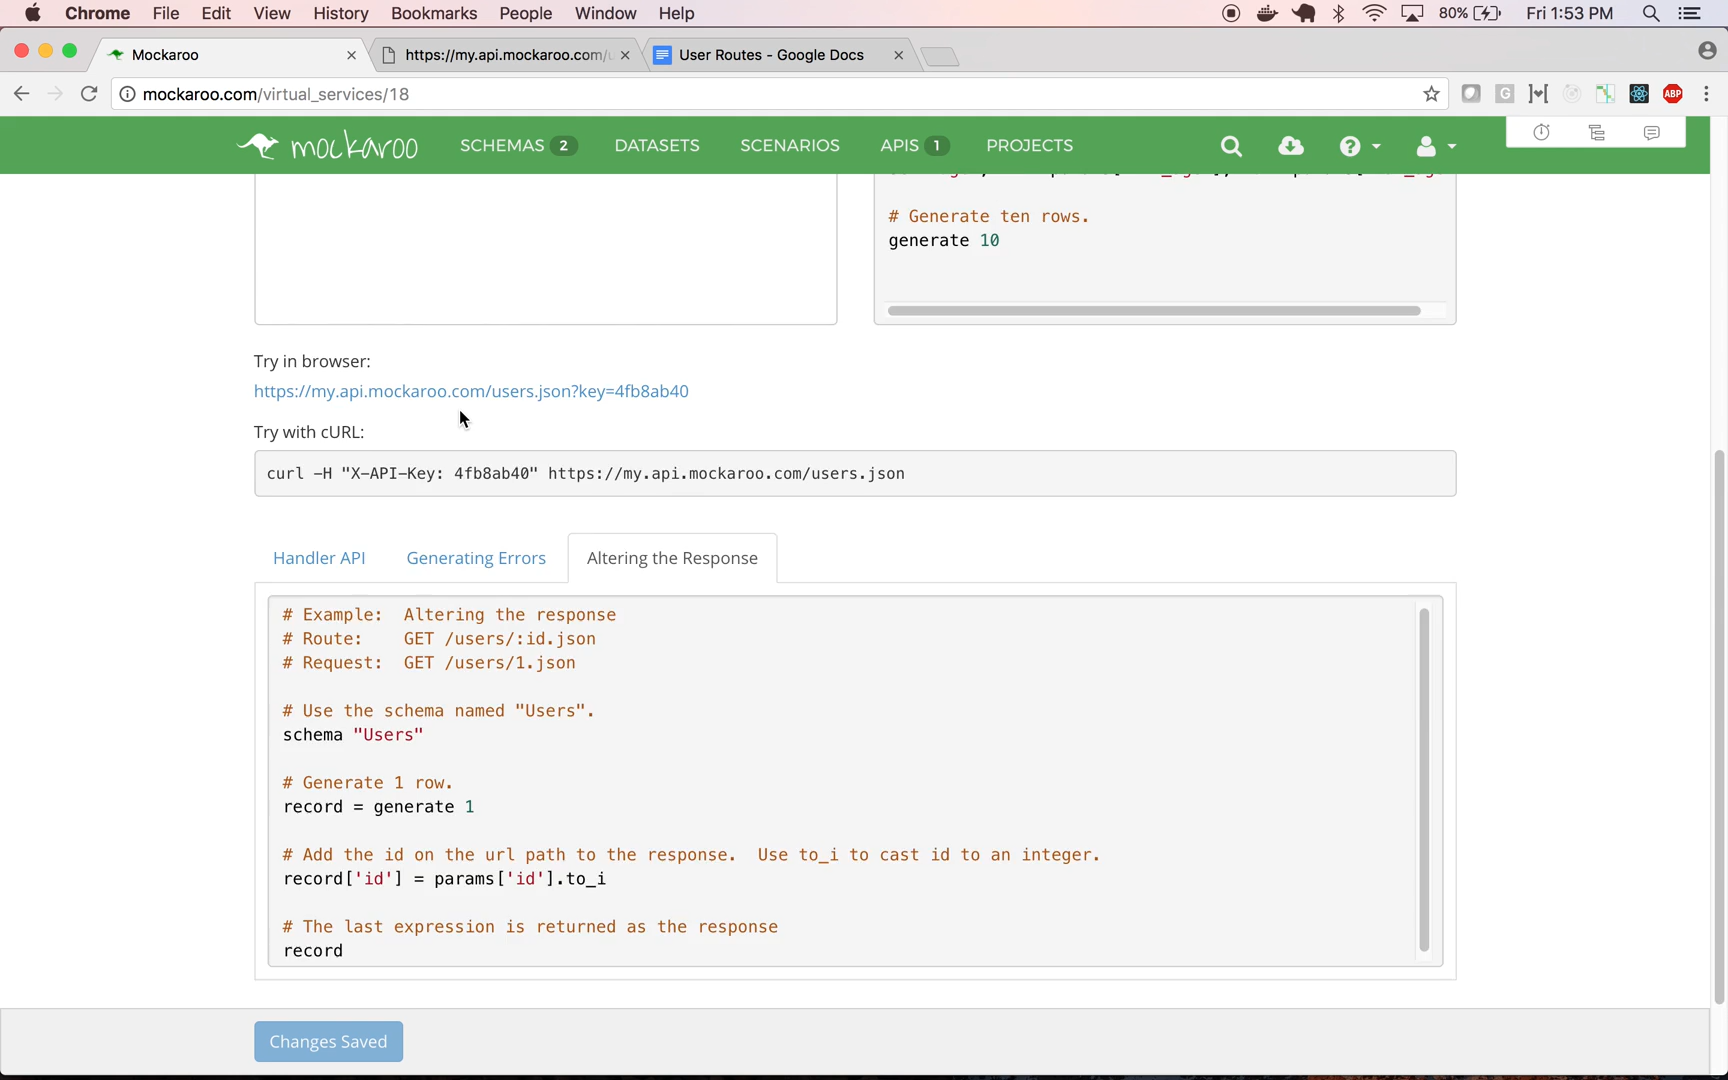 Chrome File Edit View History Bookmarks People Window Help 80% Fri 1:53 PM
Mockaroo https://my.api.mockaroo.com/u User Routes - Google Docs
mockaroo.com/virtual_services/18 G ABP
mockaroo SCHEMAS 2 DATASETS SCENARIOS APIS 1 PROJECTS
# Generate ten rows.
generate 10
Try in browser:
https://my.api.mockaroo.com/users.json?key=4fb8ab40
Try with cURL:
curl -H "X-API-Key: 4fb8ab40" https://my.api.mockaroo.com/users.json
Handler API Generating Errors Altering the Response
# Example: Altering the response
# Route: GET /users/:id.json
# Request: GET /users/1.json
# Use the schema named "Users".
schema "Users"
# Generate 1 row.
record = generate 1
# Add the id on the url path to the response. Use to_i to cast id to an integer.
record['id'] = params['id'].to_i
# The last expression is returned as the response
record
Changes Saved